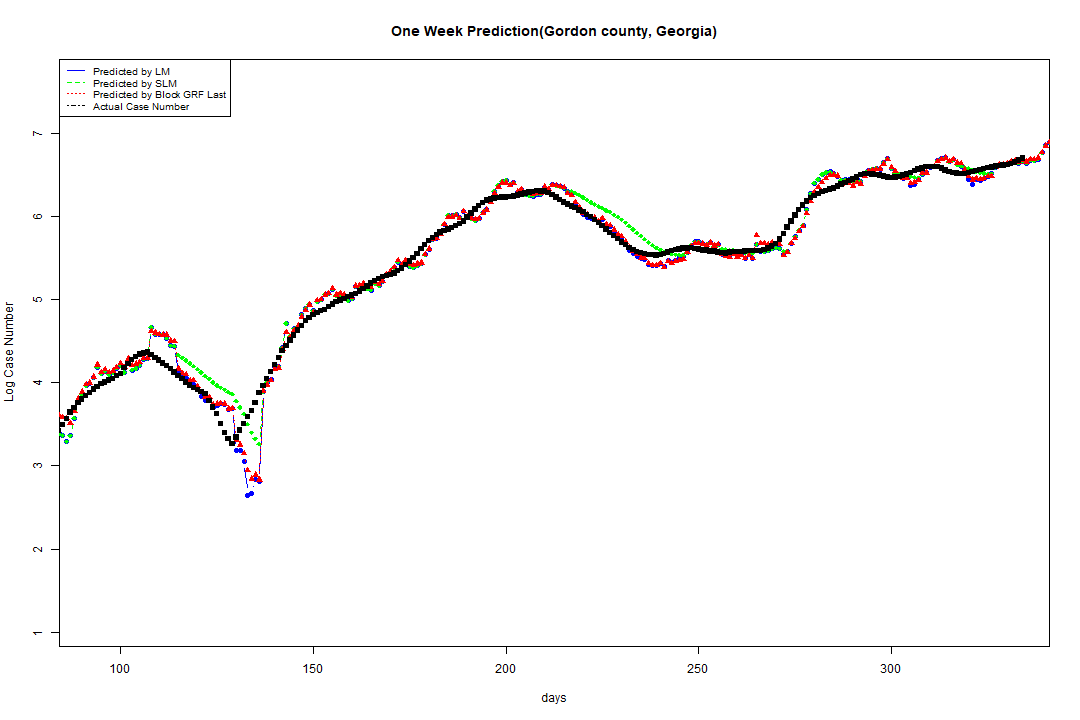 One Week Prediction(Gordon county, Georgia)
Predicted by LM
Predicted by SLM
Predicted by Block GRF Last
Actual Case Number
7
6
5
4
3
2
1
Log Case Number
100 150 200 250 300
days